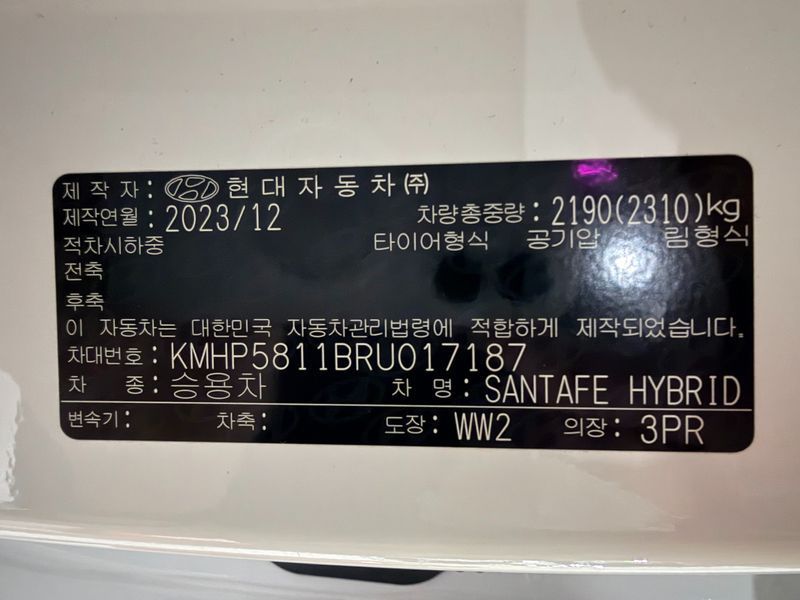 제 작 자 : 현 대 자 동 차 ㈜
제작연월 : 2023/12 차량총중량 : 2190(2310)kg
적차시하중 타이어형식 공기압 림형식
전축
후축
이 자동차는 대한민국 자동차관리법령에 적합하게 제작되었습니다.
차대번호 : KMHP5811BRU017187
차 종 : 승용차 차 명 : SANTAFE HYBRID
변속기 : 차축 : 도장 : WW2 의장 : 3PR